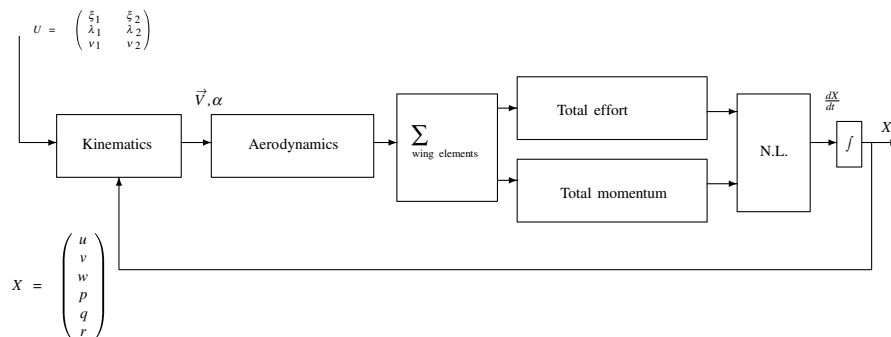 U = ( ξ1 ξ2
λ1 λ2
ν1 ν2 )
V⃗, α
Kinematics
Aerodynamics
∑
wing elements
Total effort
Total momentum
N.L.
dX
dt
∫
X
X = ( u
v
w
p
q
r )